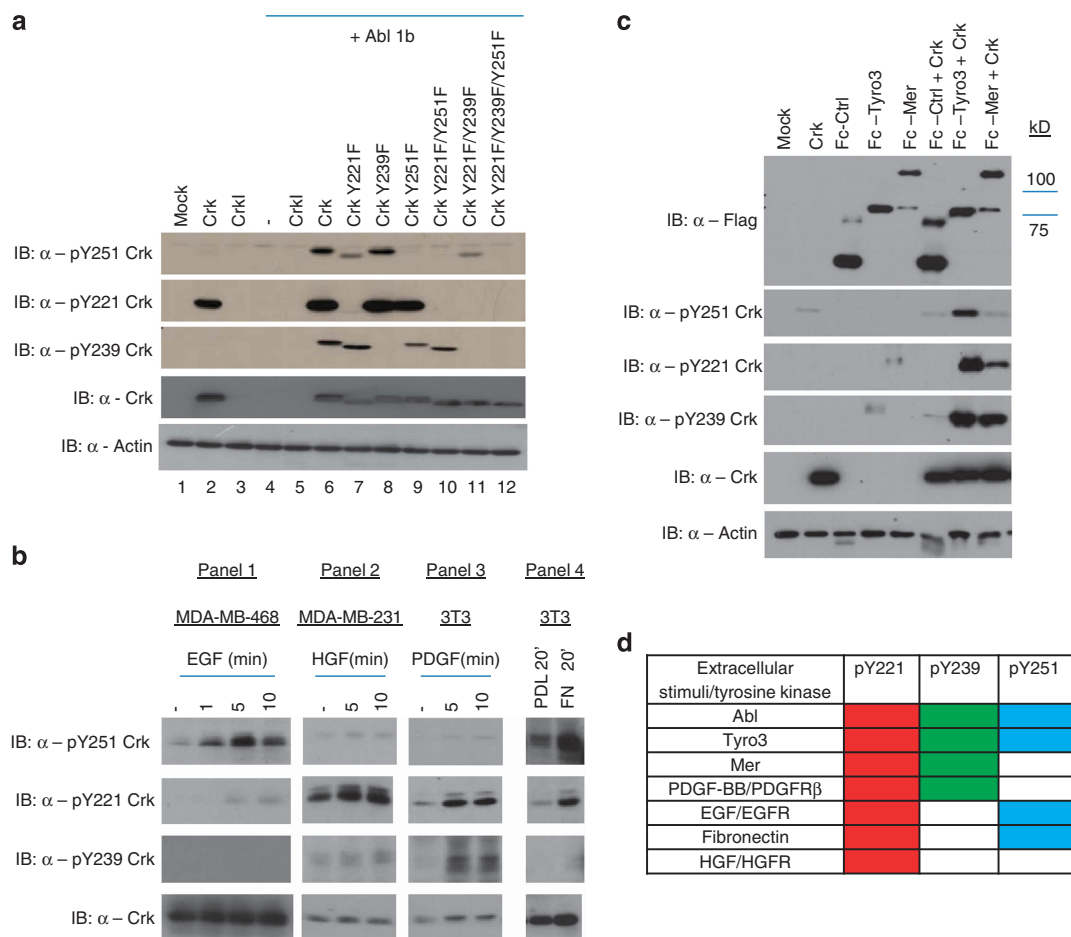 a
+ Abl 1b
Mock
Crk
Crkl
-
Crkl
Crk
Crk Y221F
Crk Y239F
Crk Y251F
Crk Y221F/Y251F
Crk Y221F/Y239F
Crk Y221F/Y239F/Y251F
IB: α – pY251 Crk
IB: α – pY221 Crk
IB: α – pY239 Crk
IB: α - Crk
IB: α - Actin
1 2 3 4 5 6 7 8 9 10 11 12
b
Panel 1 Panel 2 Panel 3 Panel 4
MDA-MB-468 MDA-MB-231 3T3 3T3
EGF (min) HGF(min) PDGF(min)
- 1 5 10 - 5 10 - 5 10 PDL 20' FN 20'
IB: α – pY251 Crk
IB: α – pY221 Crk
IB: α – pY239 Crk
IB: α – Crk
c
Mock
Crk
Fc-Ctrl
Fc –Tyro3
Fc –Mer
Fc –Ctrl + Crk
Fc –Tyro3 + Crk
Fc –Mer + Crk
kD
100
75
IB: α – Flag
IB: α – pY251 Crk
IB: α – pY221 Crk
IB: α – pY239 Crk
IB: α – Crk
IB: α – Actin
d
Extracellular stimuli/tyrosine kinase pY221 pY239 pY251
Abl
Tyro3
Mer
PDGF-BB/PDGFRβ
EGF/EGFR
Fibronectin
HGF/HGFR